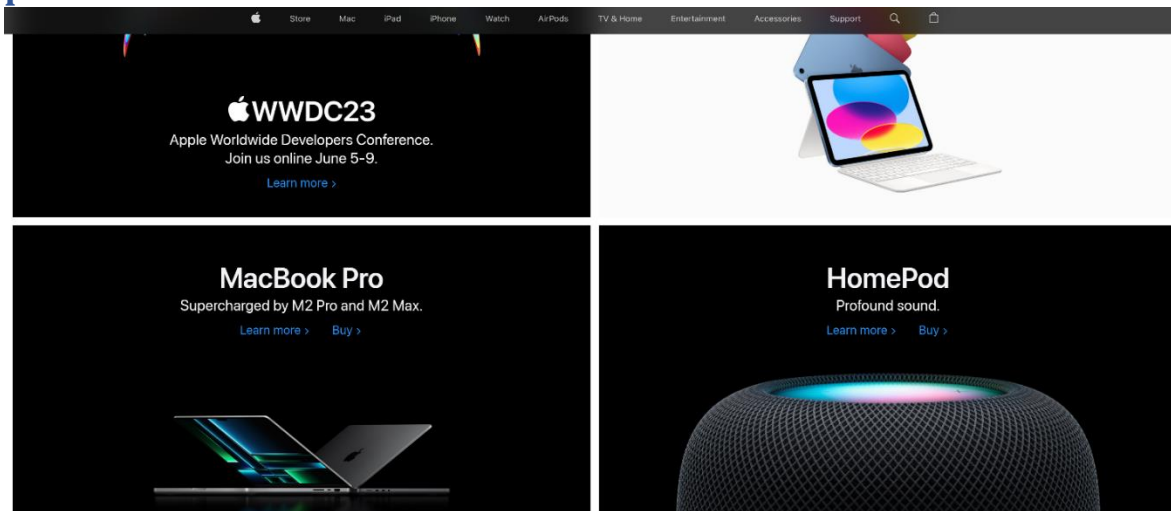 Store Mac iPad iPhone Watch AirPods TV & Home Entertainment Accessories Support
WWDC23
Apple Worldwide Developers Conference.
Join us online June 5-9.
Learn more >
MacBook Pro
Supercharged by M2 Pro and M2 Max.
Learn more > Buy >
HomePod
Profound sound.
Learn more > Buy >